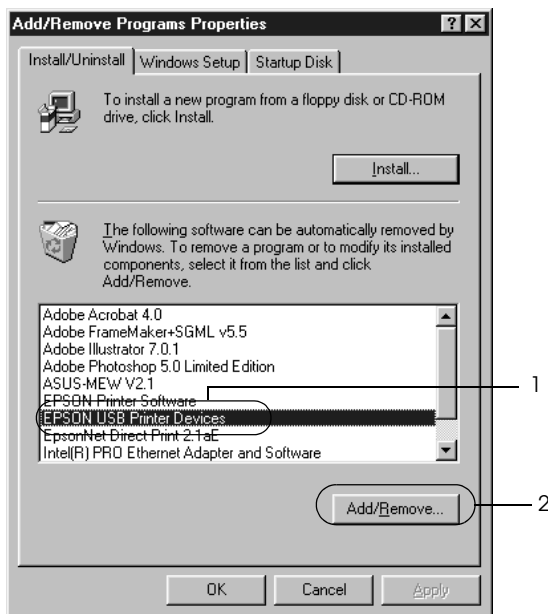 Add/Remove Programs Properties
Install/Uninstall Windows Setup Startup Disk
To install a new program from a floppy disk or CD-ROM
drive, click Install.
Install...
The following software can be automatically removed by
Windows. To remove a program or to modify its installed
components, select it from the list and click
Add/Remove.
Adobe Acrobat 4.0
Adobe FrameMaker+SGML v5.5
Adobe Illustrator 7.0.1
Adobe Photoshop 5.0 Limited Edition
ASUS-MEW V2.1
EPSON Printer Software
EPSON USB Printer Devices
EpsonNet Direct Print 2.1aE
Intel(R) PRO Ethernet Adapter and Software
1
Add/Remove...
2
OK Cancel Apply